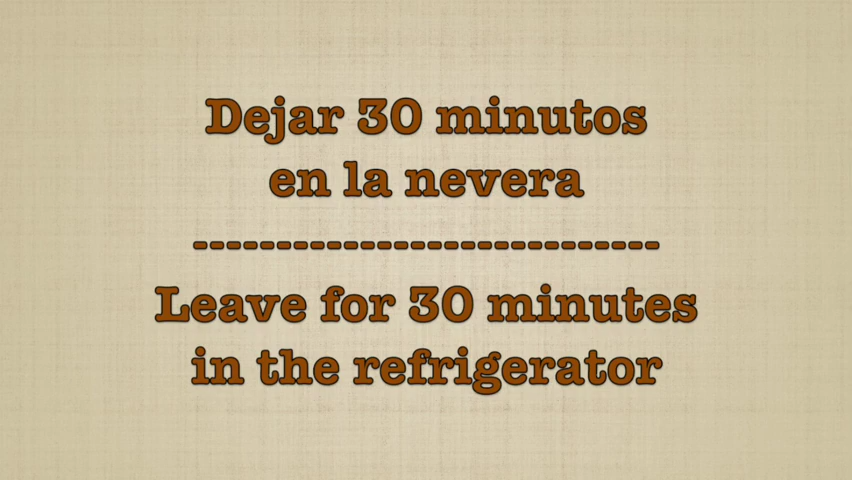 Dejar 30 minutos
en la nevera
----------------------------
Leave for 30 minutes
in the refrigerator